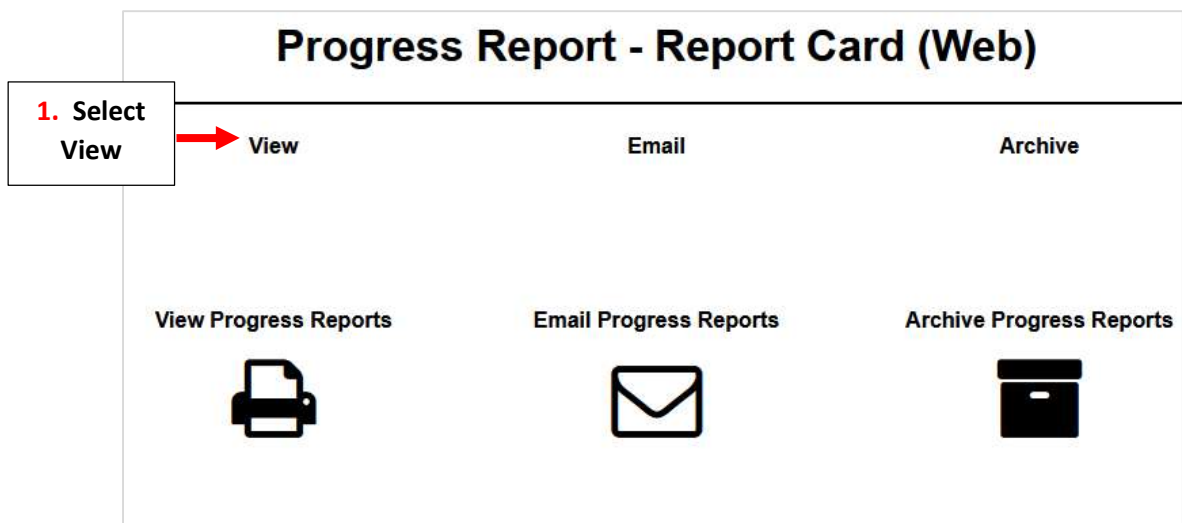 Progress Report - Report Card (Web)
1. Select
View
View
Email
Archive
View Progress Reports
Email Progress Reports
Archive Progress Reports